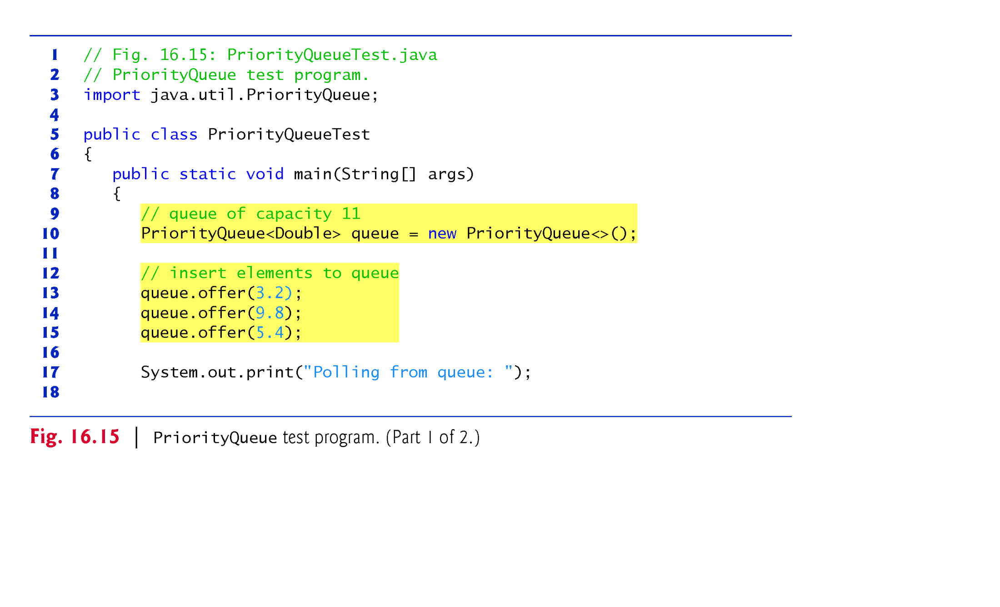 1 // Fig. 16.15: PriorityQueueTest.java
2 // PriorityQueue test program.
3 import java.util.PriorityQueue;
4
5 public class PriorityQueueTest
6 {
7    public static void main(String[] args)
8    {
9       // queue of capacity 11
10       PriorityQueue<Double> queue = new PriorityQueue<>();
11
12       // insert elements to queue
13       queue.offer(3.2);
14       queue.offer(9.8);
15       queue.offer(5.4);
16
17       System.out.print("Polling from queue: ");
18
Fig. 16.15 | PriorityQueue test program. (Part 1 of 2.)